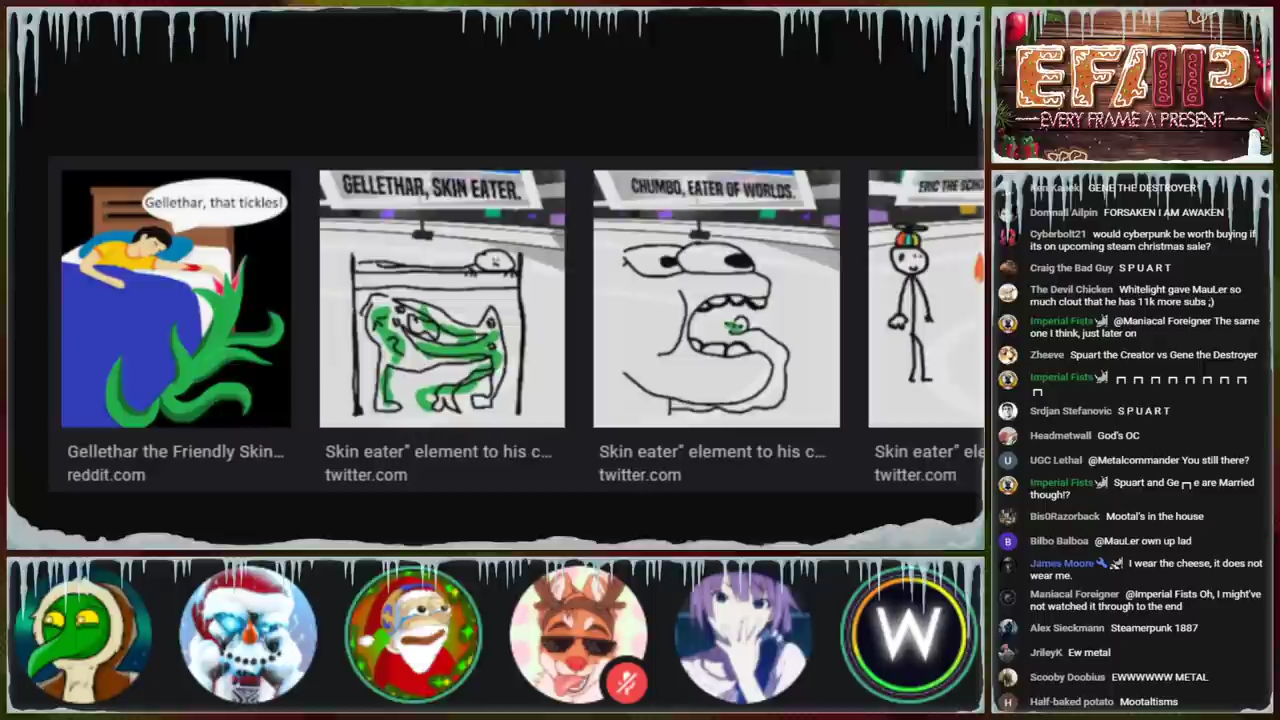 Gellethar, that tickles!
GELLETHAR, SKIN EATER.
CHUMBO, EATER OF WORLDS.
Gellethar the Friendly Skin...
reddit.com
Skin eater" element to his c...
twitter.com
Skin eater" element to his c...
twitter.com
Skin eater" ele
twitter.com
W
EFAP
EVERY FRAME A PRESENT
GENE THE DESTROYER
Domnall Ailpin FORSAKEN I AM AWAKEN
Cyberbolt21 would cyberpunk be worth buying if
its on upcoming steam christmas sale?
Craig the Bad Guy S P U A R T
The Devil Chicken Whitelight gave MauLer so
much clout that he has 11k more subs ;)
Imperial Fists @Maniacal Foreigner The same
one I think, just later on
Zheeve Spuart the Creator vs Gene the Destroyer
Imperial Fists ┌┐ ┌┐ ┌┐ ┌┐ ┌┐ ┌┐ ┌┐ ┌┐
┌┐
Srdjan Stefanovic S P U A R T
Headmetwall God's OC
U UGC Lethal @Metalcommander You still there?
Imperial Fists Spuart and Ge┌┐e are Married
though!?
Bis0Razorback Mootal's in the house
B Bilbo Balboa @MauLer own up lad
James Moore I wear the cheese, it does not
wear me.
Maniacal Foreigner @Imperial Fists Oh, I might've
not watched it through to the end
Alex Sieckmann Steamerpunk 1887
JrileyK Ew metal
Scooby Doobius EWWWWWW METAL
H Half-baked potato Mootaltisms